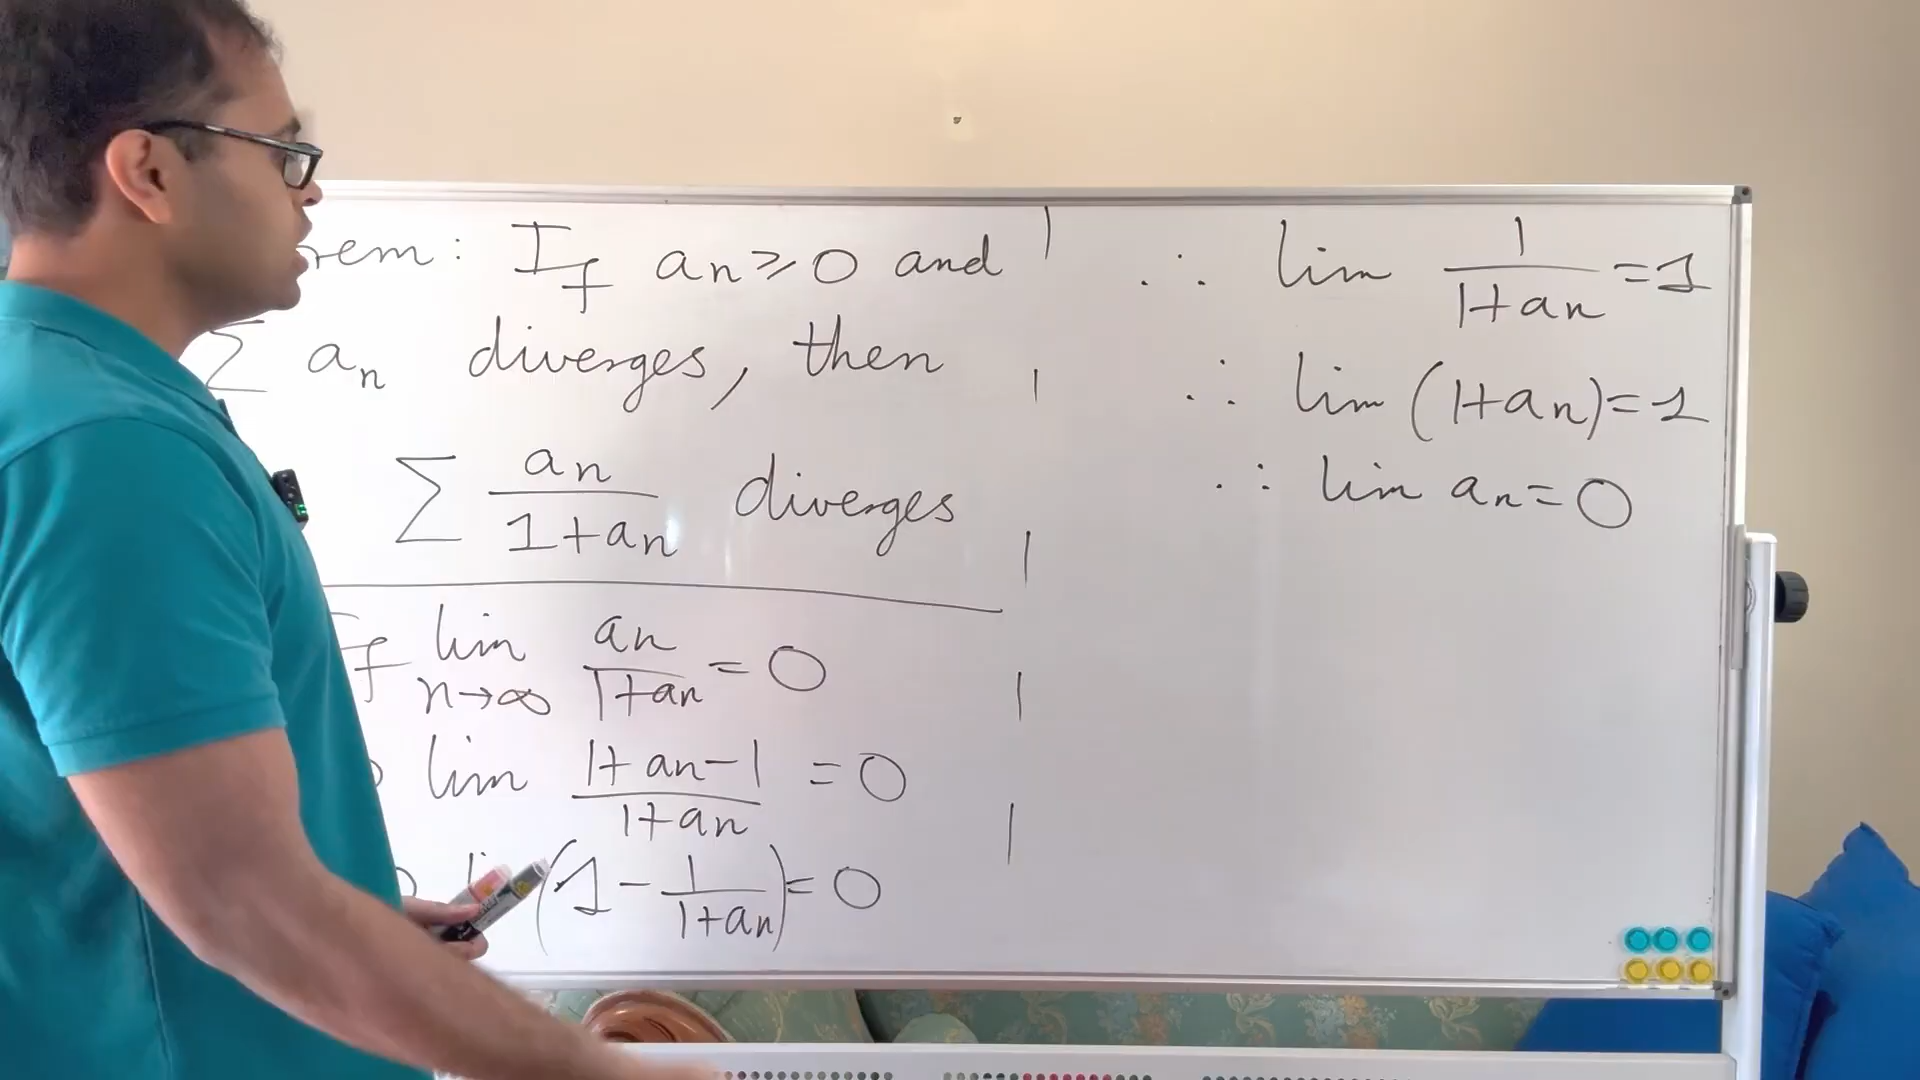 rem: If an ≥ 0 and
∑ an diverges, then
∑ an/(1+an) diverges
If lim n→∞ an/(1+an) = 0
lim (1+an-1)/(1+an) = 0
(1 - 1/(1+an)) = 0
∴ lim 1/(1+an) = 1
∴ lim (1+an) = 1
∴ lim an = 0